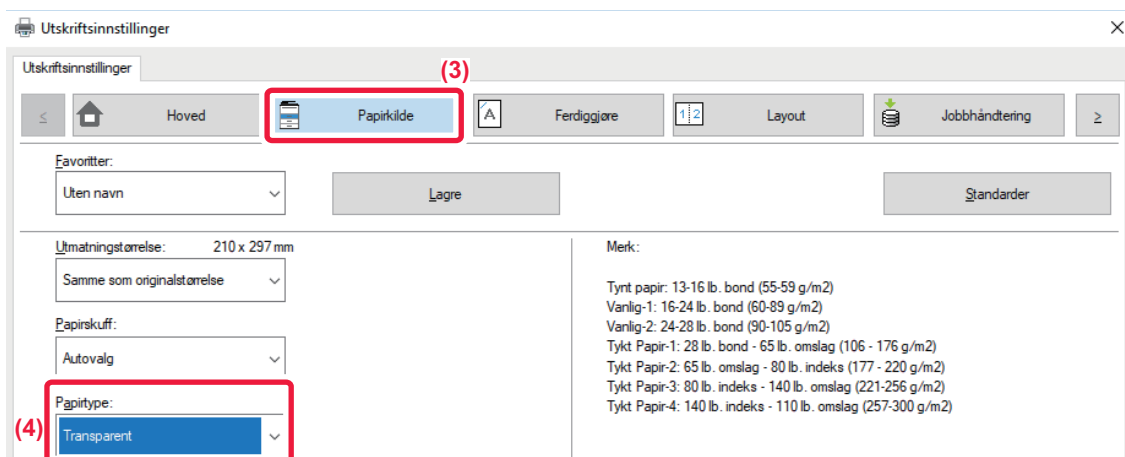 Utskriftsinnstillinger
Utskriftsinnstillinger
(3)
< Hoved Papirkilde A Ferdiggjøre 1 2 Layout Jobbhåndtering >
Favoritter:
Uten navn Lagre Standarder
Utmatningstørrelse: 210 x 297 mm
Samme som originalstørrelse
Papirskuff:
Autovalg
(4)
Papirtype:
Transparent
Merk:
Tynt papir: 13-16 lb. bond (55-59 g/m2)
Vanlig-1: 16-24 lb. bond (60-89 g/m2)
Vanlig-2: 24-28 lb. bond (90-105 g/m2)
Tykt Papir-1: 28 lb. bond - 65 lb. omslag (106 - 176 g/m2)
Tykt Papir-2: 65 lb. omslag - 80 lb. indeks (177 - 220 g/m2)
Tykt Papir-3: 80 lb. indeks - 140 lb. omslag (221-256 g/m2)
Tykt Papir-4: 140 lb. indeks - 110 lb. omslag (257-300 g/m2)